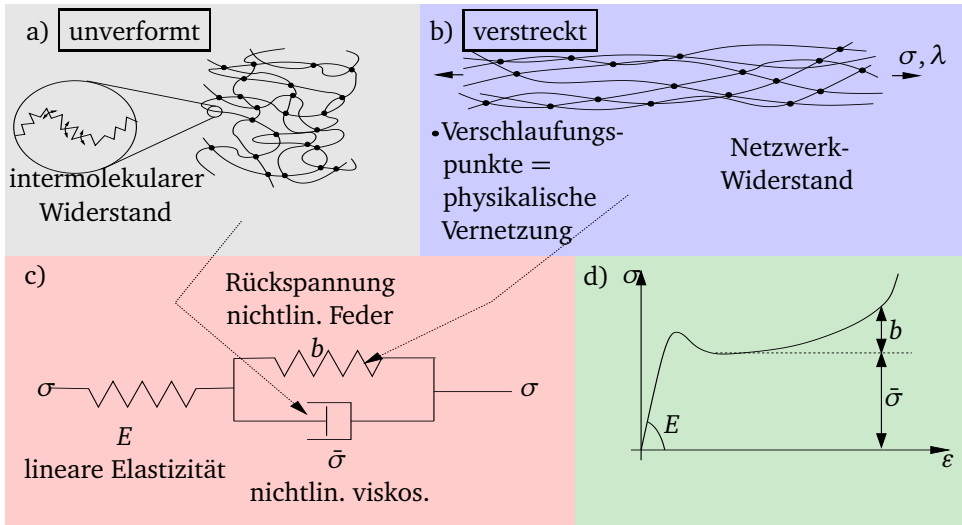 a) unverformt
intermolekularer
Widerstand
b) verstreckt
σ, λ
•Verschlaufungs-
punkte =
physikalische
Vernetzung
Netzwerk-
Widerstand
c)
Rückspannung
nichtlin. Feder
b
σ
σ
E
lineare Elastizität
σ̄
nichtlin. viskos.
d)
σ
b
σ̄
E
ε